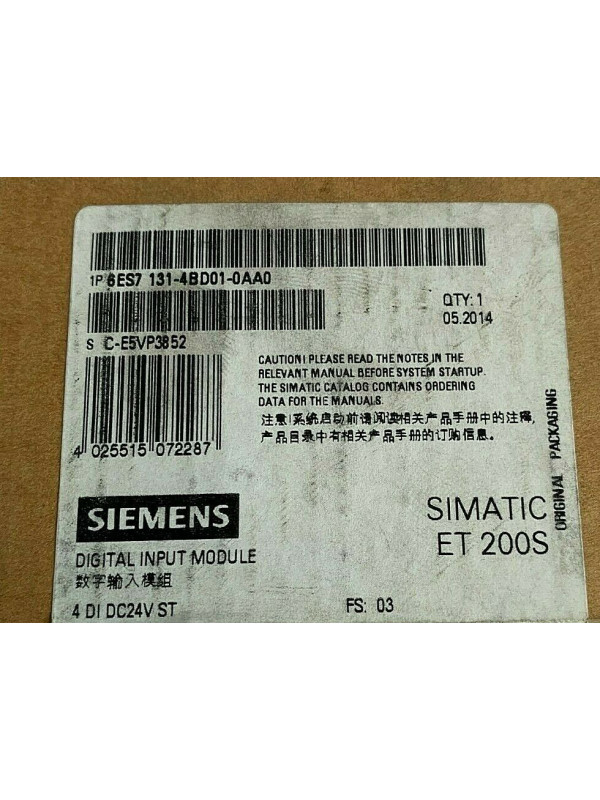 1P 6ES7 131-4BD01-0AA0
QTY: 1
05.2014
S C-E5VP3852
CAUTION! PLEASE READ THE NOTES IN THE
RELEVANT MANUAL BEFORE SYSTEM STARTUP.
THE SIMATIC CATALOG CONTAINS ORDERING
DATA FOR THE MANUALS.
注意!系统启动前请阅读相关产品手册中的注释,
产品目录中有相关产品手册的订购信息。
4 025515 072287
ORIGINAL PACKAGING
SIEMENS
SIMATIC
ET 200S
DIGITAL INPUT MODULE
数字输入模组
4 DI DC24V ST
FS: 03